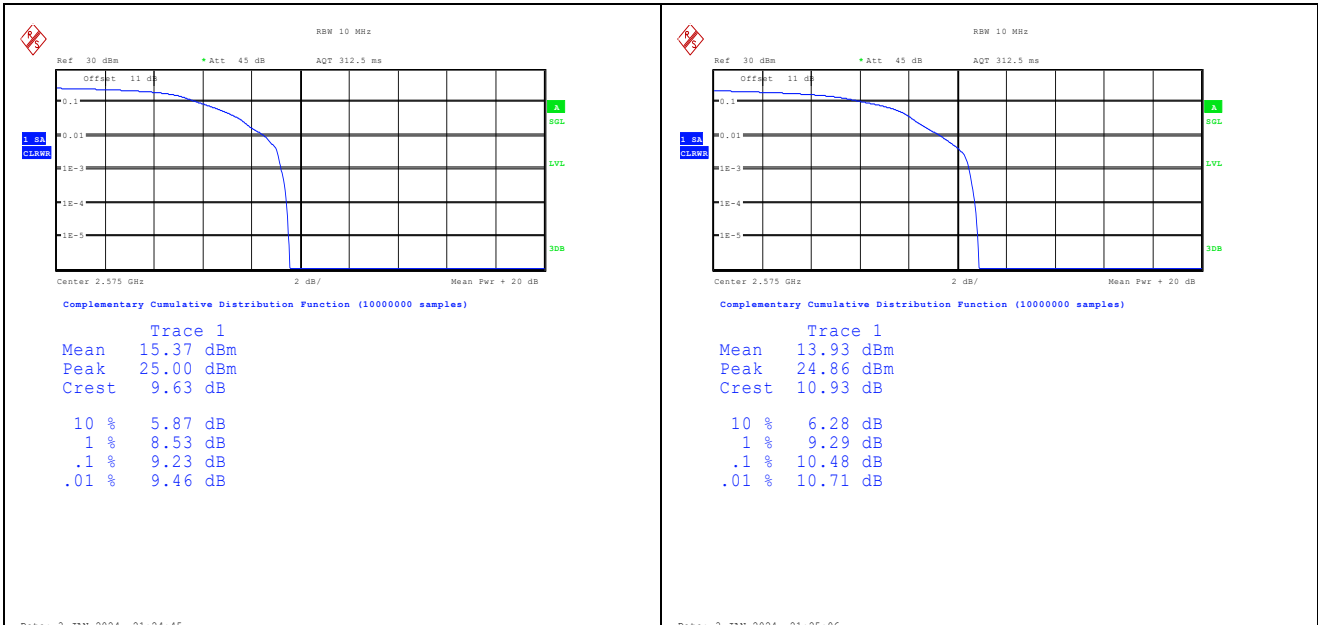 R/S
RBW 10 MHz
Ref 30 dBm * Att 45 dB AQT 312.5 ms
Offset 11 dB
0.1
A
SGL
0.01
1 SA
CLRWR
1E-3
LVL
1E-4
1E-5
3DB
Center 2.575 GHz 2 dB/ Mean Pwr + 20 dB
Complementary Cumulative Distribution Function (10000000 samples)
Trace 1
Mean 15.37 dBm
Peak 25.00 dBm
Crest 9.63 dB
10 % 5.87 dB
1 % 8.53 dB
.1 % 9.23 dB
.01 % 9.46 dB
R/S
RBW 10 MHz
Ref 30 dBm * Att 45 dB AQT 312.5 ms
Offset 11 dB
0.1
A
SGL
0.01
1 SA
CLRWR
1E-3
LVL
1E-4
1E-5
3DB
Center 2.575 GHz 2 dB/ Mean Pwr + 20 dB
Complementary Cumulative Distribution Function (10000000 samples)
Trace 1
Mean 13.93 dBm
Peak 24.86 dBm
Crest 10.93 dB
10 % 6.28 dB
1 % 9.29 dB
.1 % 10.48 dB
.01 % 10.71 dB